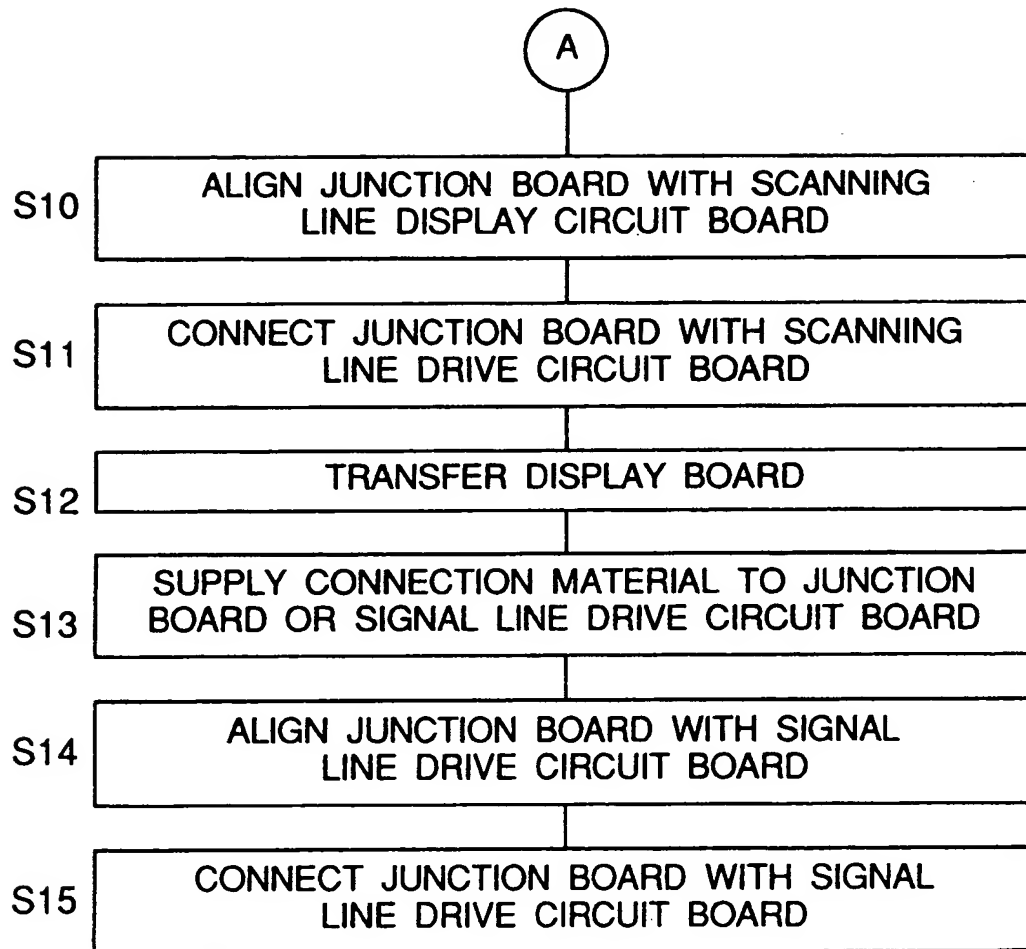 A
S10
ALIGN JUNCTION BOARD WITH SCANNING
LINE DISPLAY CIRCUIT BOARD
S11
CONNECT JUNCTION BOARD WITH SCANNING
LINE DRIVE CIRCUIT BOARD
S12
TRANSFER DISPLAY BOARD
S13
SUPPLY CONNECTION MATERIAL TO JUNCTION
BOARD OR SIGNAL LINE DRIVE CIRCUIT BOARD
S14
ALIGN JUNCTION BOARD WITH SIGNAL
LINE DRIVE CIRCUIT BOARD
S15
CONNECT JUNCTION BOARD WITH SIGNAL
LINE DRIVE CIRCUIT BOARD